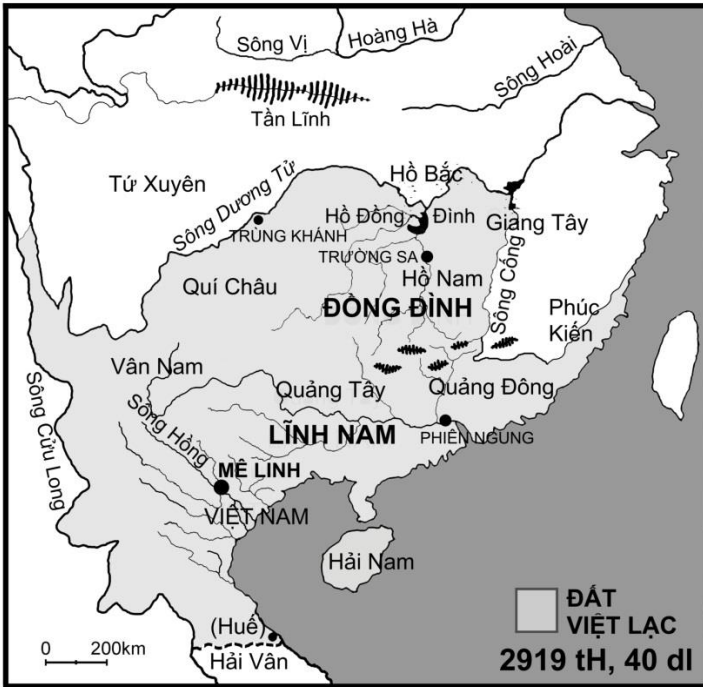 Sông Vị
Hoàng Hà
Sông Hoài
Tần Lĩnh
Tứ Xuyên
Sông Dương Tử
Hồ Bắc
Hồ Đồng Đình
Giang Tây
TRÙNG KHÁNH
TRƯỜNG SA
Sông Cống
Quí Châu
Hồ Nam
ĐỒNG ĐÌNH
Phúc
Kiến
Vân Nam
Quảng Tây
Quảng Đông
Sông Cửu Long
Sông Hồng
LĨNH NAM
PHIÊN NGUNG
MÊ LINH
VIỆT NAM
Hải Nam
(Huế)
0 200km
Hải Vân
ĐẤT
VIỆT LẠC
2919 tH, 40 dl